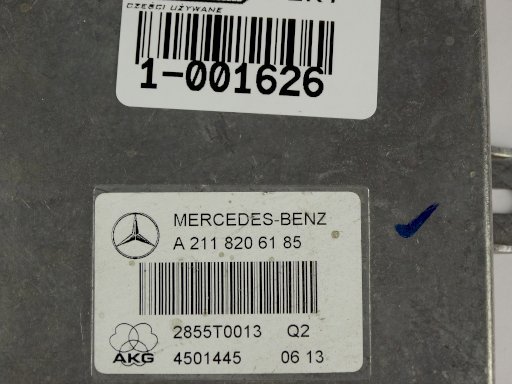 CZĘŚCI UŻYWANE
1-001626
MERCEDES-BENZ
A 211 820 61 85
2855T0013 Q2
AKG 4501445 06 13